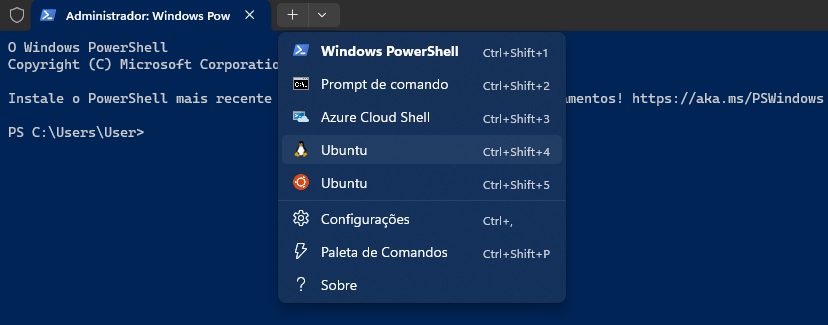 Administrador: Windows Pow
O Windows PowerShell
Copyright (C) Microsoft
Instale o PowerShell mais recente
https://aka.ms/PSWindows
PS C:\Users\User>
Windows PowerShell Ctrl+Shift+1
Prompt de comando Ctrl+Shift+2
Azure Cloud Shell Ctrl+Shift+3
Ubuntu Ctrl+Shift+4
Ubuntu Ctrl+Shift+5
Configurações Ctrl+,
Paleta de Comandos Ctrl+Shift+P
Sobre